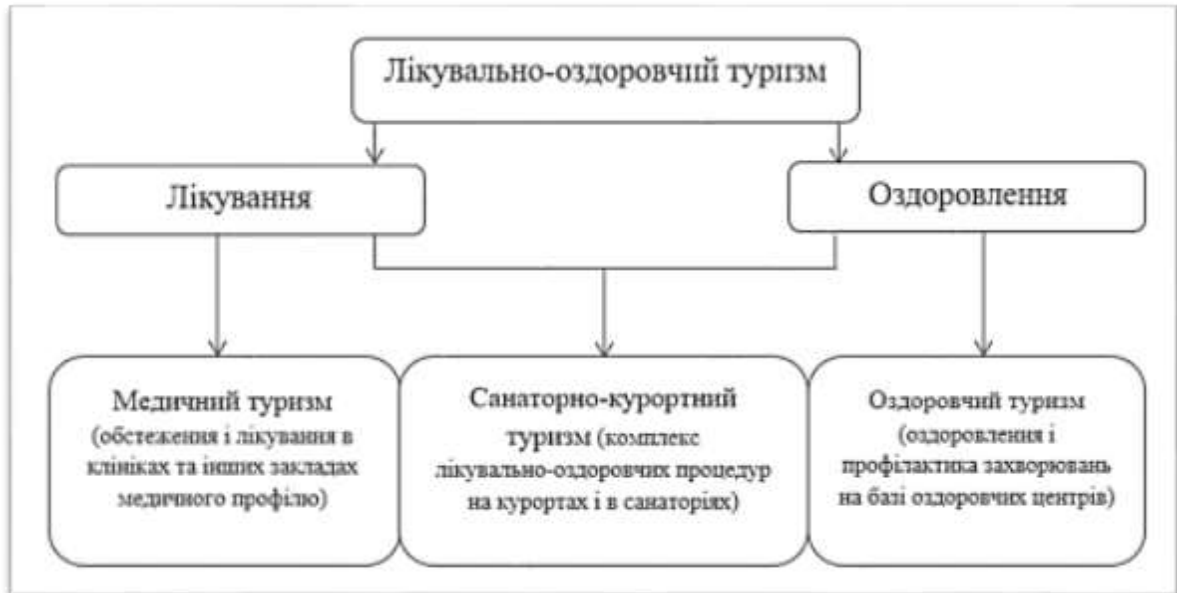 Лікувально-оздоровчий туризм
Лікування
Оздоровлення
Медичний туризм
(обстеження і лікування в
клініках та інших закладах
медичного профілю)
Санаторно-курортний
туризм (комплекс
лікувально-оздоровчих процедур
на курортах і в санаторіях)
Оздоровчий туризм
(оздоровлення і
профілактика захворювань
на базі оздоровчих центрів)